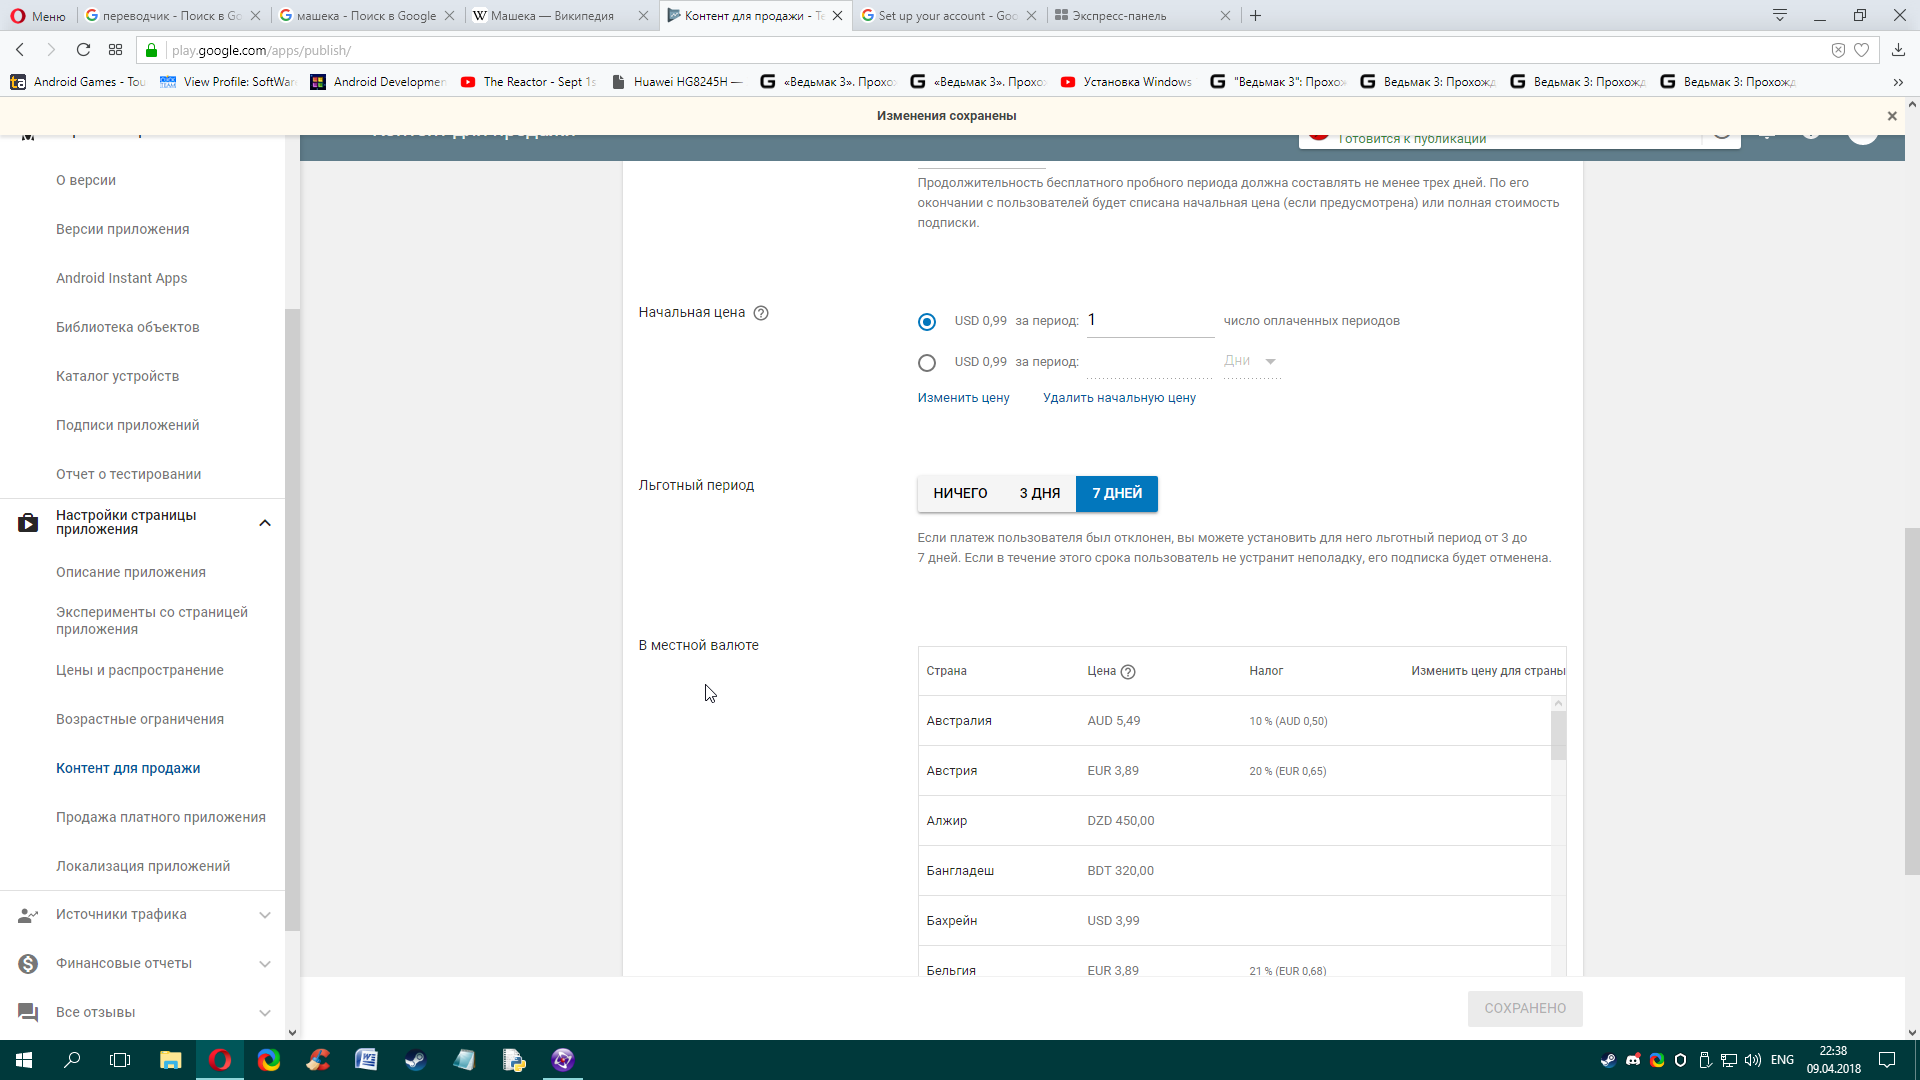 Меню
переводчик - Поиск в Go
машека - Поиск в Google
Машека — Википедия
Контент для продажи - Te
Set up your account - Goo
Экспресс-панель
play.google.com/apps/publish/
Android Games - Tou
View Profile: SoftWar
Android Developmen
The Reactor - Sept 1s
Huawei HG8245H —
«Ведьмак 3». Прохо
«Ведьмак 3». Прохо
Установка Windows
"Ведьмак 3": Прохо
Ведьмак 3: Прохожд
Ведьмак 3: Прохожд
Ведьмак 3: Прохожд
Изменения сохранены
Готовится к публикации
О версии
Версии приложения
Android Instant Apps
Библиотека объектов
Каталог устройств
Подписи приложений
Отчет о тестировании
Настройки страницы
приложения
Описание приложения
Эксперименты со страницей
приложения
Цены и распространение
Возрастные ограничения
Контент для продажи
Продажа платного приложения
Локализация приложений
Источники трафика
Финансовые отчеты
Все отзывы
Продолжительность бесплатного пробного периода должна составлять не менее трех дней. По его
окончании с пользователей будет списана начальная цена (если предусмотрена) или полная стоимость
подписки.
Начальная цена
USD 0,99 за период: 1 число оплаченных периодов
USD 0,99 за период: Дни
Изменить цену Удалить начальную цену
Льготный период
НИЧЕГО 3 ДНЯ 7 ДНЕЙ
Если платеж пользователя был отклонен, вы можете установить для него льготный период от 3 до
7 дней. Если в течение этого срока пользователь не устранит неполадку, его подписка будет отменена.
В местной валюте
Страна Цена Налог Изменить цену для страны
Австралия AUD 5,49 10 % (AUD 0,50)
Австрия EUR 3,89 20 % (EUR 0,65)
Алжир DZD 450,00
Бангладеш BDT 320,00
Бахрейн USD 3,99
Бельгия EUR 3,89 21 % (EUR 0,68)
СОХРАНЕНО
ENG
22:38
09.04.2018